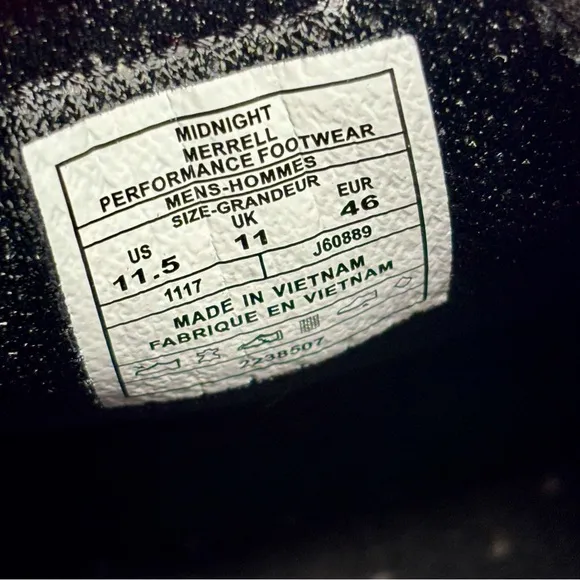 MIDNIGHT
MERRELL
PERFORMANCE FOOTWEAR
MENS-HOMMES
SIZE-GRANDEUR
US UK EUR
11.5 11 46
1117 J60889
MADE IN VIETNAM
FABRIQUE EN VIETNAM
2238507